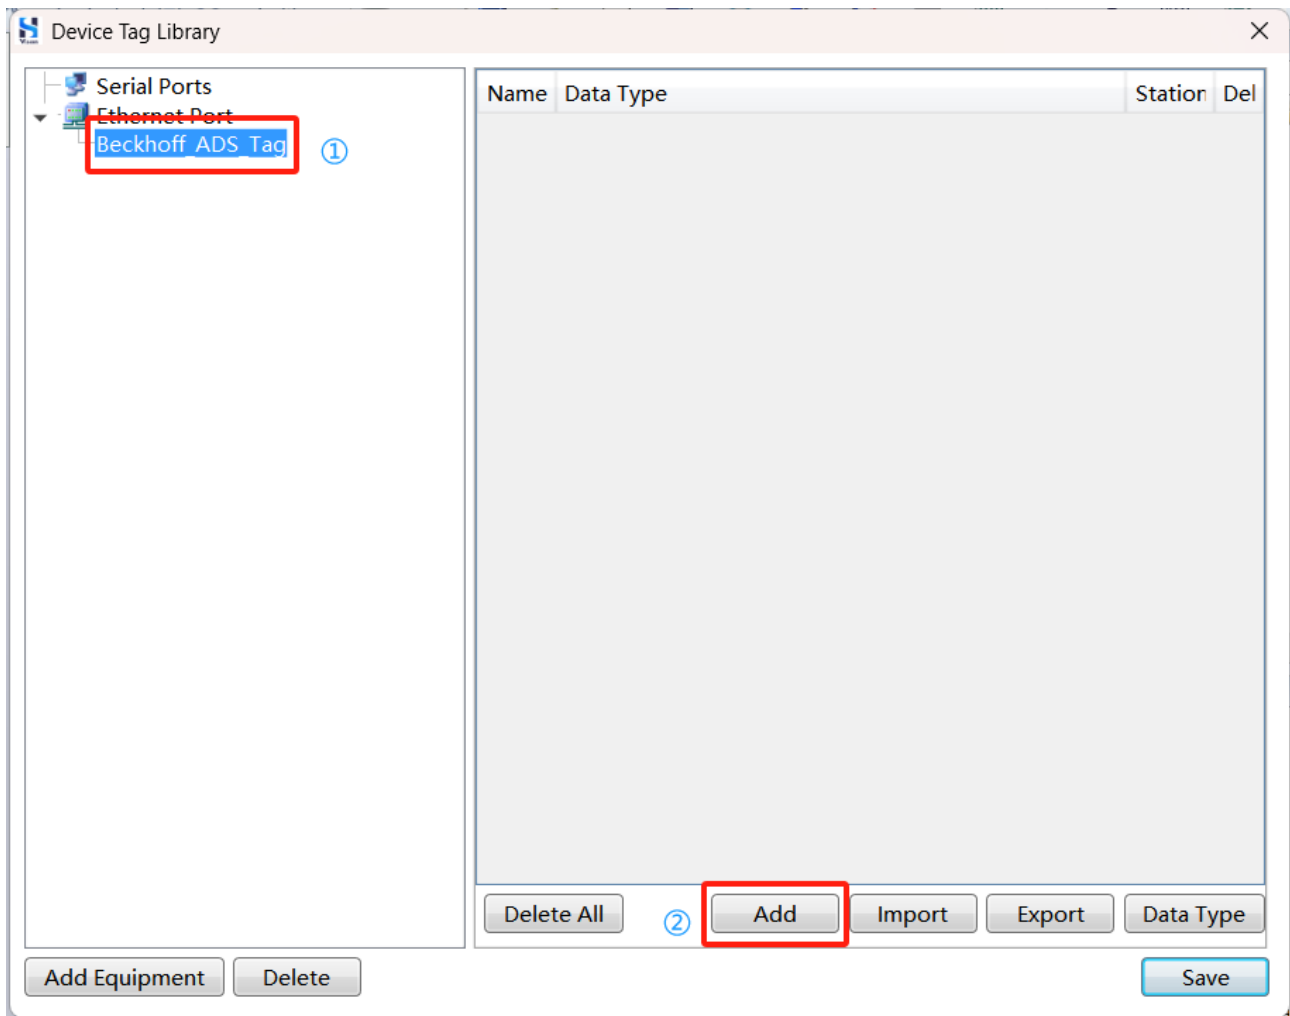 Device Tag Library
Serial Ports
Ethernet Port
Beckhoff_ADS_Tag
①
Name Data Type Station Del
Delete All ② Add Import Export Data Type
Add Equipment Delete Save